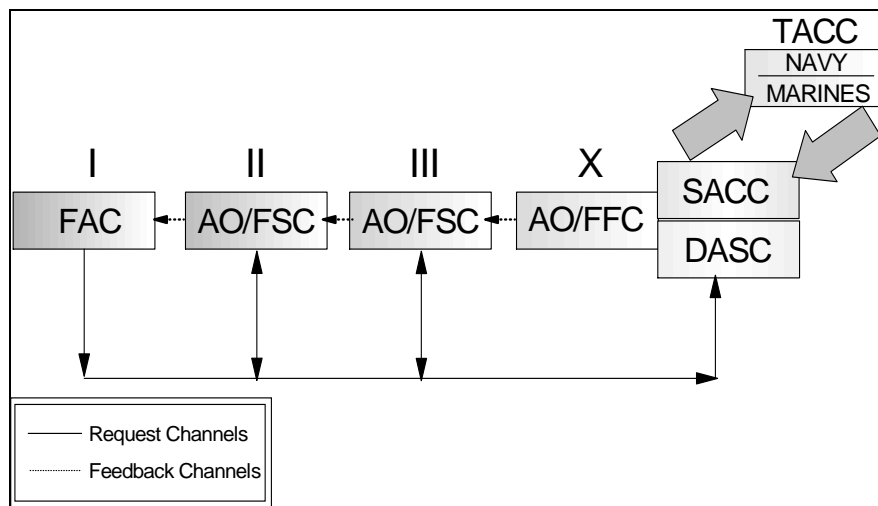 TACC
NAVY
MARINES
I
II
III
X
FAC
AO/FSC
AO/FSC
AO/FFC
SACC
DASC
Request Channels
Feedback Channels